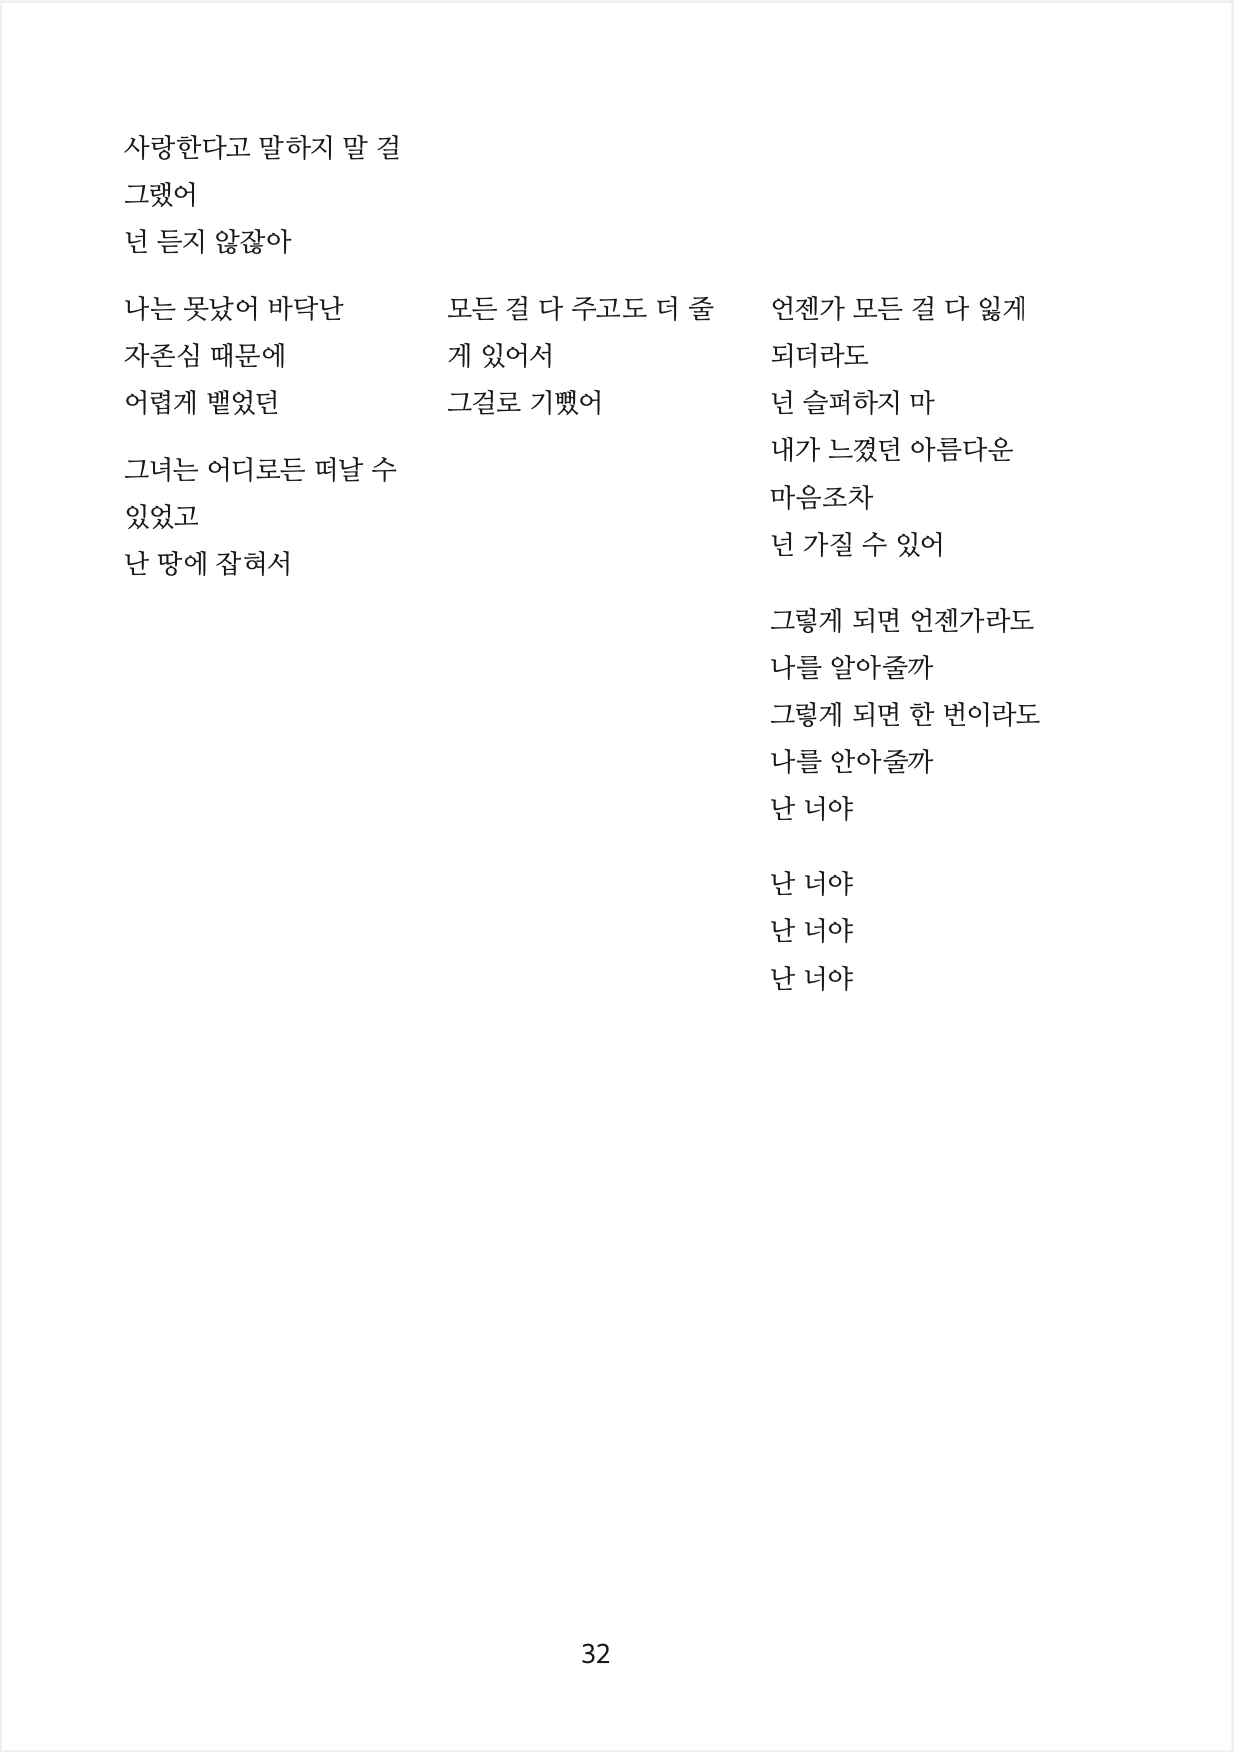 사랑한다고 말하지 말 걸
그랬어
넌 듣지 않잖아
나는 못났어 바닥난
자존심 때문에
어렵게 뱉었던
그녀는 어디로든 떠날 수
있었고
난 땅에 잡혀서
모든 걸 다 주고도 더 줄
게 있어서
그걸로 기뻤어
언젠가 모든 걸 다 잃게
되더라도
넌 슬퍼하지 마
내가 느꼈던 아름다운
마음조차
넌 가질 수 있어
그렇게 되면 언젠가라도
나를 알아줄까
그렇게 되면 한 번이라도
나를 안아줄까
난 너야
난 너야
난 너야
난 너야
32